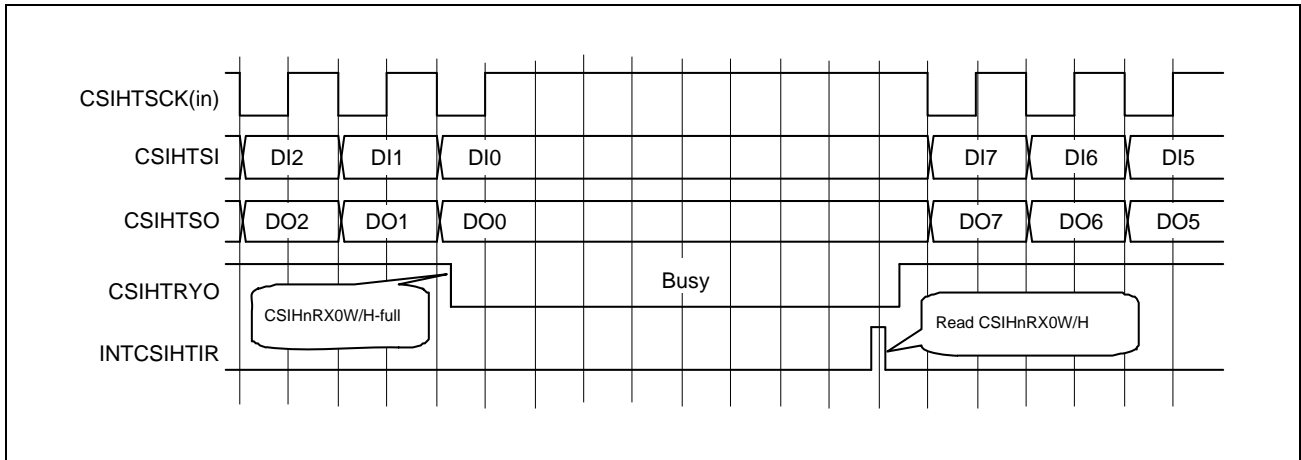 CSIHTSCK(in)
CSIHTSI DI2 DI1 DI0 DI7 DI6 DI5
CSIHTSO DO2 DO1 DO0 DO7 DO6 DO5
CSIHTRYO Busy
CSIHnRX0W/H-full
Read CSIHnRX0W/H
INTCSIHTIR